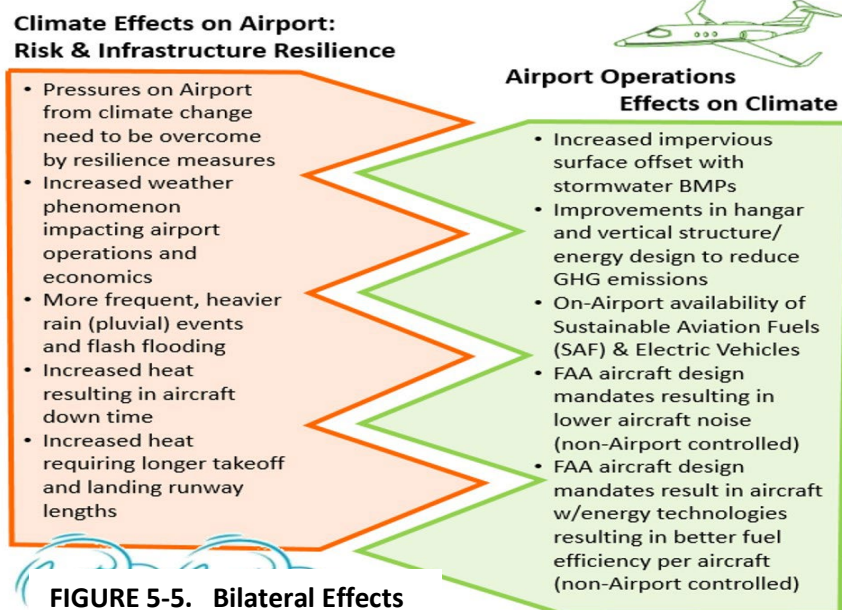 Climate Effects on Airport:
Risk & Infrastructure Resilience
• Pressures on Airport
from climate change
need to be overcome
by resilience measures
• Increased weather
phenomenon
impacting airport
operations and
economics
• More frequent, heavier
rain (pluvial) events
and flash flooding
• Increased heat
resulting in aircraft
down time
• Increased heat
requiring longer takeoff
and landing runway
lengths
Airport Operations
Effects on Climate
• Increased impervious
surface offset with
stormwater BMPs
• Improvements in hangar
and vertical structure/
energy design to reduce
GHG emissions
• On-Airport availability of
Sustainable Aviation Fuels
(SAF) & Electric Vehicles
• FAA aircraft design
mandates resulting in
lower aircraft noise
(non-Airport controlled)
• FAA aircraft design
mandates result in aircraft
w/energy technologies
resulting in better fuel
efficiency per aircraft
(non-Airport controlled)
FIGURE 5-5. Bilateral Effects